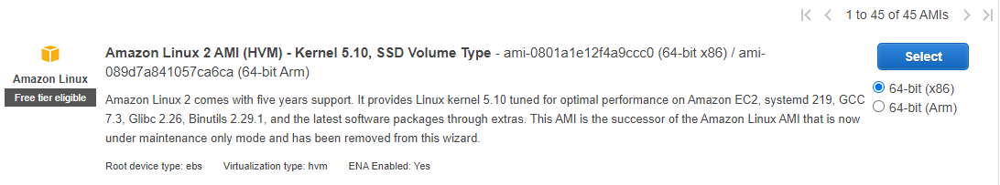 1 to 45 of 45 AMIs
Amazon Linux
Free tier eligible
Amazon Linux 2 AMI (HVM) - Kernel 5.10, SSD Volume Type - ami-0801a1e12f4a9ccc0 (64-bit x86) / ami-
089d7a841057ca6ca (64-bit Arm)
Amazon Linux 2 comes with five years support. It provides Linux kernel 5.10 tuned for optimal performance on Amazon EC2, systemd 219, GCC
7.3, Glibc 2.26, Binutils 2.29.1, and the latest software packages through extras. This AMI is the successor of the Amazon Linux AMI that is now
under maintenance only mode and has been removed from this wizard.
Root device type: ebs Virtualization type: hvm ENA Enabled: Yes
Select
64-bit (x86)
64-bit (Arm)